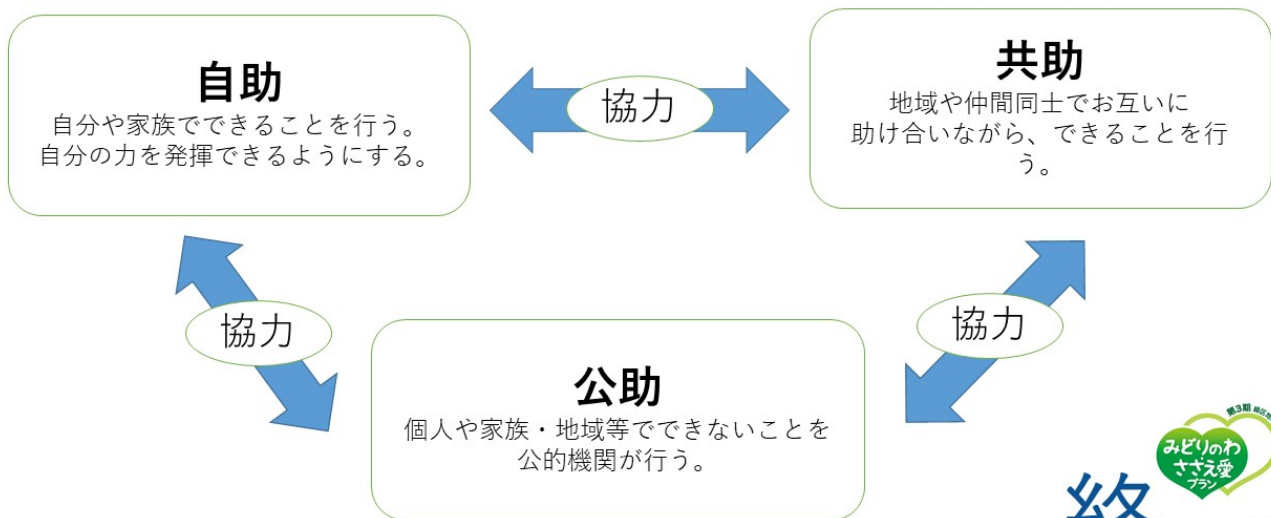 自助
自分や家族でできることを行う。
自分の力を発揮できるようにする。
協力
共助
地域や仲間同士でお互いに
助け合いながら、できることを行
う。
協力
協力
公助
個人や家族・地域等でできないことを
公的機関が行う。
第3期 緑区地
みどりのわ
ささえ愛
プラン